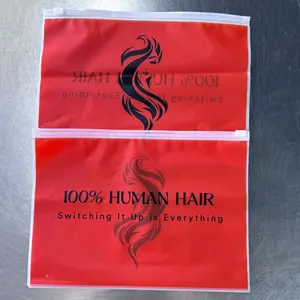 100% HUMAN HAIR
Switching It Up is Everything